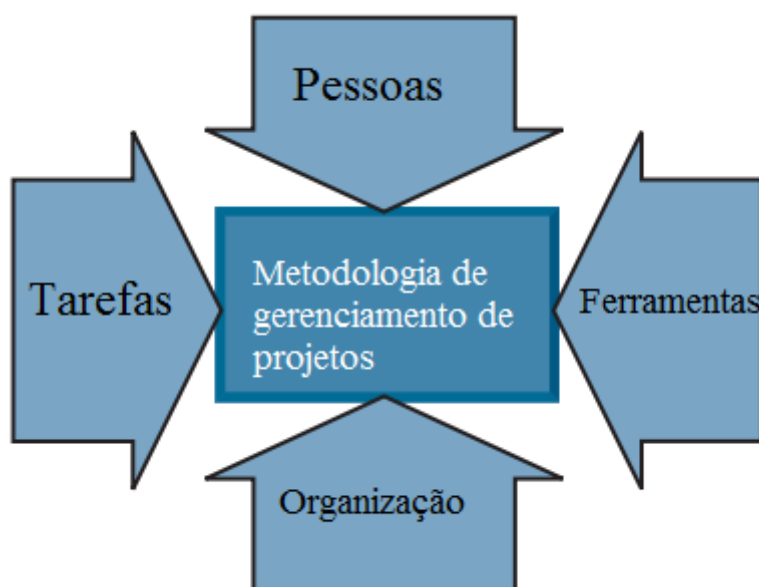 Pessoas
Tarefas
Metodologia de
gerenciamento de
projetos
Ferramentas
Organização